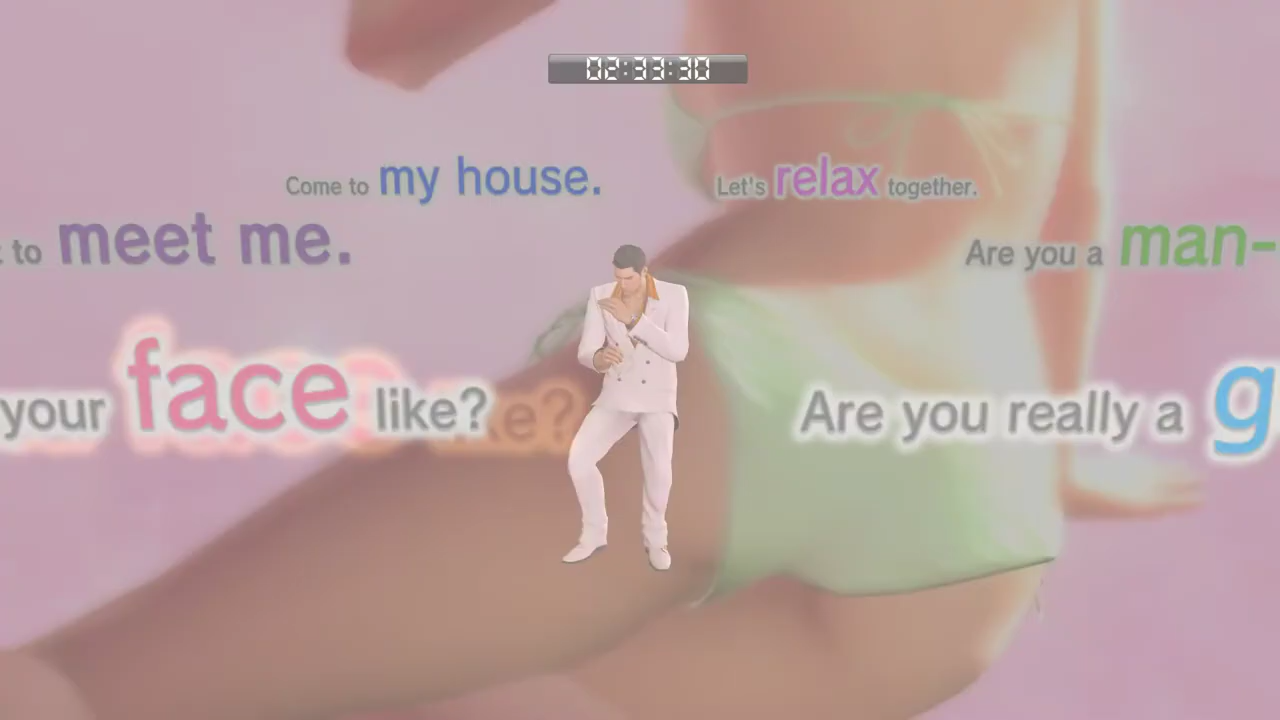 02:33:30
Come to my house.
Let's relax together.
to meet me.
Are you a man-
your face like?
Are you really a g